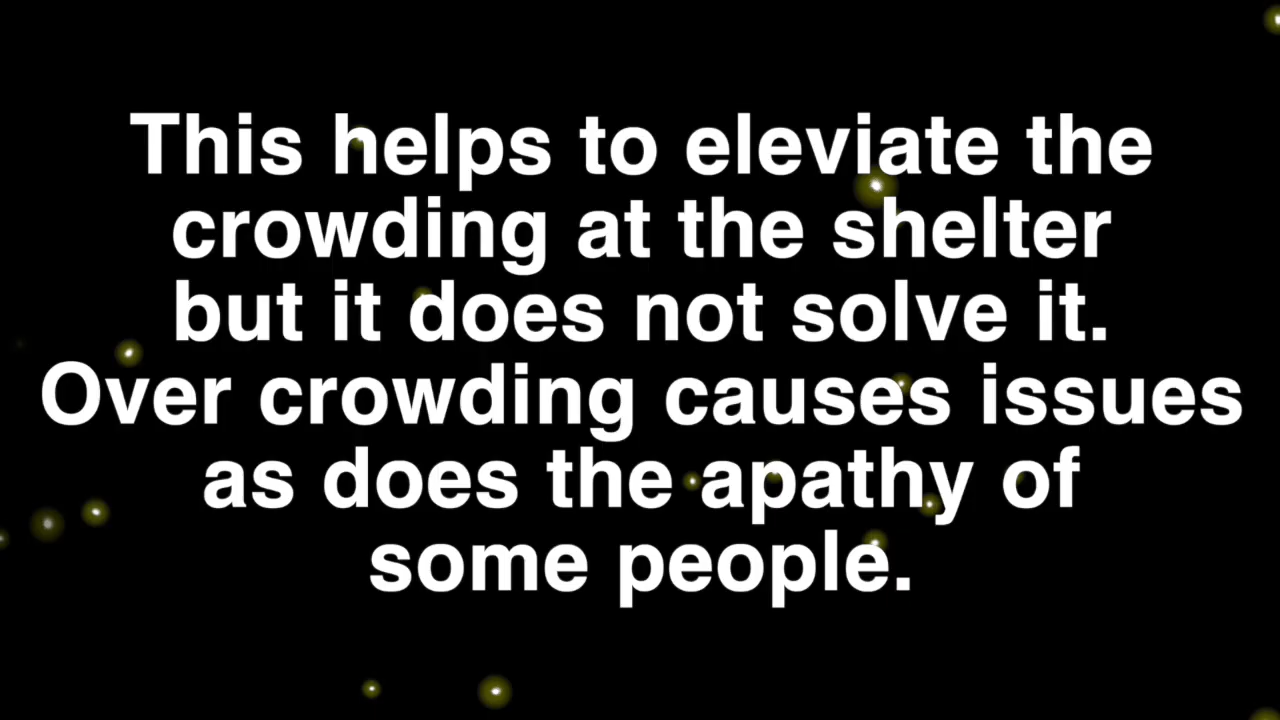 This helps to eleviate the
crowding at the shelter
but it does not solve it.
Over crowding causes issues
as does the apathy of
some people.